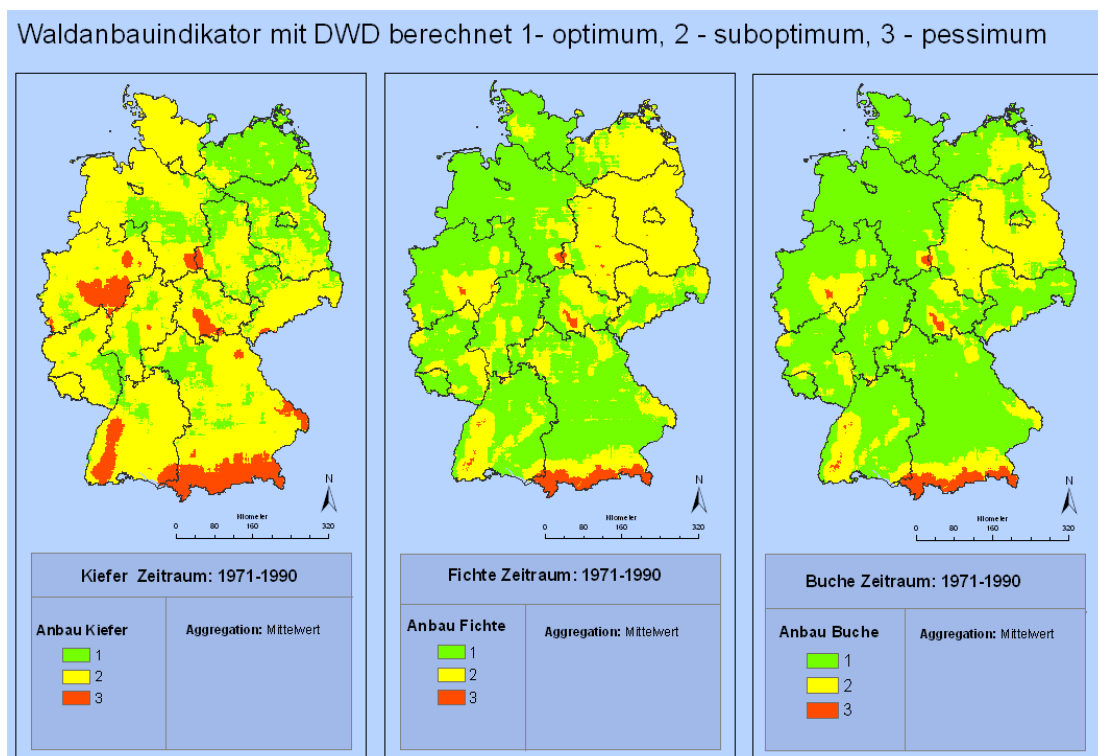 Waldanbauindikator mit DWD berechnet 1- optimum, 2 - suboptimum, 3 - pessimum
N
Kilometer
0 80 160 320
Kiefer Zeitraum: 1971-1990
Anbau Kiefer
Aggregation: Mittelwert
1
2
3
N
Kilometer
0 80 160 320
Fichte Zeitraum: 1971-1990
Anbau Fichte
Aggregation: Mittelwert
1
2
3
N
Kilometer
0 80 160 320
Buche Zeitraum: 1971-1990
Anbau Buche
Aggregation: Mittelwert
1
2
3